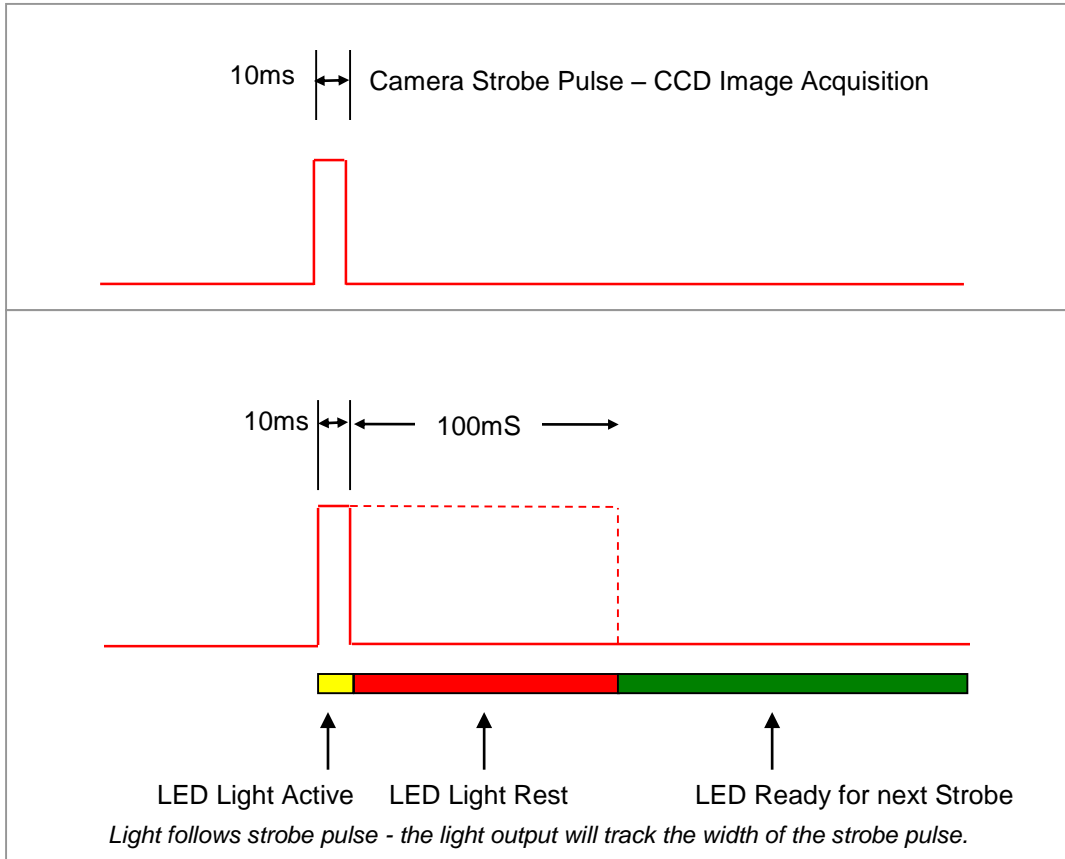 10ms Camera Strobe Pulse – CCD Image Acquisition
10ms 100mS
LED Light Active LED Light Rest LED Ready for next Strobe
Light follows strobe pulse - the light output will track the width of the strobe pulse.